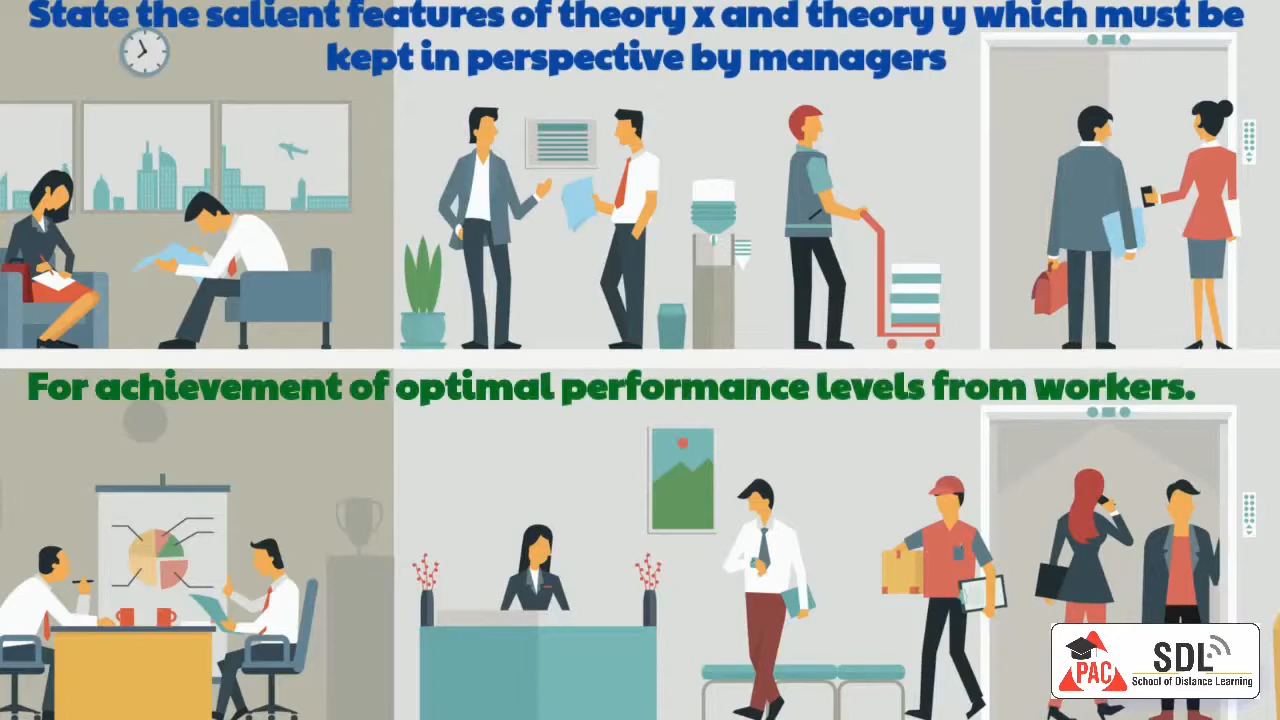 State the salient features of theory x and theory y which must be
kept in perspective by managers
For achievement of optimal performance levels from workers.
PAC
SDL
School of Distance Learning